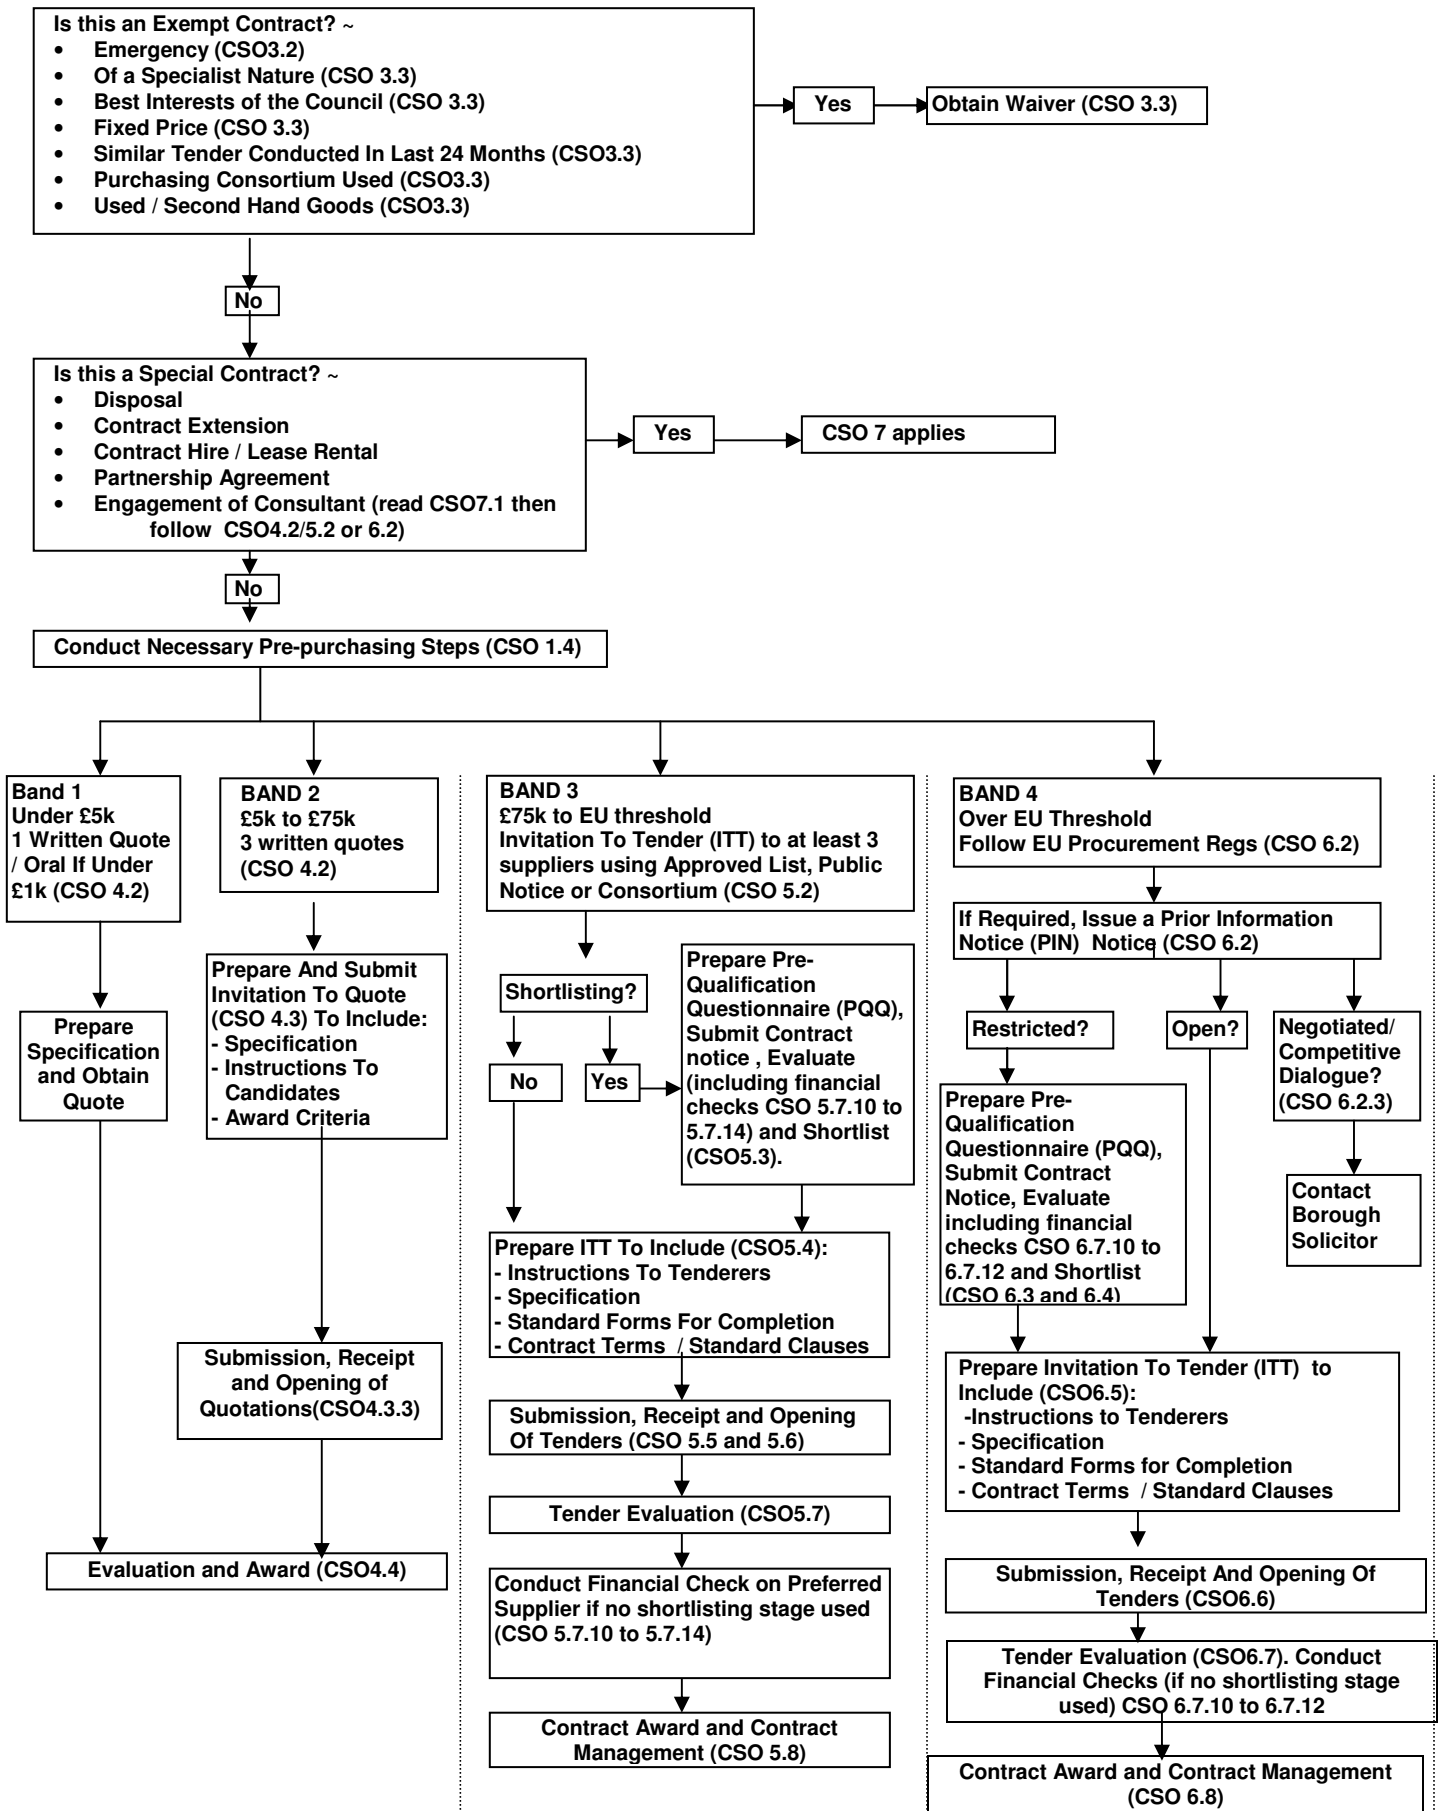 Is this an Exempt Contract? ~
• Emergency (CSO3.2)
• Of a Specialist Nature (CSO 3.3)
• Best Interests of the Council (CSO 3.3)
• Fixed Price (CSO 3.3)
• Similar Tender Conducted In Last 24 Months (CSO3.3)
• Purchasing Consortium Used (CSO3.3)
• Used / Second Hand Goods (CSO3.3)
Yes
Obtain Waiver (CSO 3.3)
No
Is this a Special Contract? ~
• Disposal
• Contract Extension
• Contract Hire / Lease Rental
• Partnership Agreement
• Engagement of Consultant (read CSO7.1 then
follow CSO4.2/5.2 or 6.2)
Yes
CSO 7 applies
No
Conduct Necessary Pre-purchasing Steps (CSO 1.4)
Band 1
Under £5k
1 Written Quote
/ Oral If Under
£1k (CSO 4.2)
Prepare
Specification
and Obtain
Quote
BAND 2
£5k to £75k
3 written quotes
(CSO 4.2)
Prepare And Submit
Invitation To Quote
(CSO 4.3) To Include:
- Specification
- Instructions To
Candidates
- Award Criteria
Submission, Receipt
and Opening of
Quotations(CSO4.3.3)
Evaluation and Award (CSO4.4)
BAND 3
£75k to EU threshold
Invitation To Tender (ITT) to at least 3
suppliers using Approved List, Public
Notice or Consortium (CSO 5.2)
Shortlisting?
No
Yes
Prepare Pre-
Qualification
Questionnaire (PQQ),
Submit Contract
notice , Evaluate
(including financial
checks CSO 5.7.10 to
5.7.14) and Shortlist
(CSO5.3).
Prepare ITT To Include (CSO5.4):
- Instructions To Tenderers
- Specification
- Standard Forms For Completion
- Contract Terms / Standard Clauses
Submission, Receipt and Opening
Of Tenders (CSO 5.5 and 5.6)
Tender Evaluation (CSO5.7)
Conduct Financial Check on Preferred
Supplier if no shortlisting stage used
(CSO 5.7.10 to 5.7.14)
Contract Award and Contract
Management (CSO 5.8)
BAND 4
Over EU Threshold
Follow EU Procurement Regs (CSO 6.2)
If Required, Issue a Prior Information
Notice (PIN) Notice (CSO 6.2)
Restricted?
Open?
Negotiated/
Competitive
Dialogue?
(CSO 6.2.3)
Contact
Borough
Solicitor
Prepare Pre-
Qualification
Questionnaire (PQQ),
Submit Contract
Notice, Evaluate
including financial
checks CSO 6.7.10 to
6.7.12 and Shortlist
(CSO 6.3 and 6.4)
Prepare Invitation To Tender (ITT) to
Include (CSO6.5):
-Instructions to Tenderers
- Specification
- Standard Forms for Completion
- Contract Terms / Standard Clauses
Submission, Receipt And Opening Of
Tenders (CSO6.6)
Tender Evaluation (CSO6.7). Conduct
Financial Checks (if no shortlisting stage
used) CSO 6.7.10 to 6.7.12
Contract Award and Contract Management
(CSO 6.8)